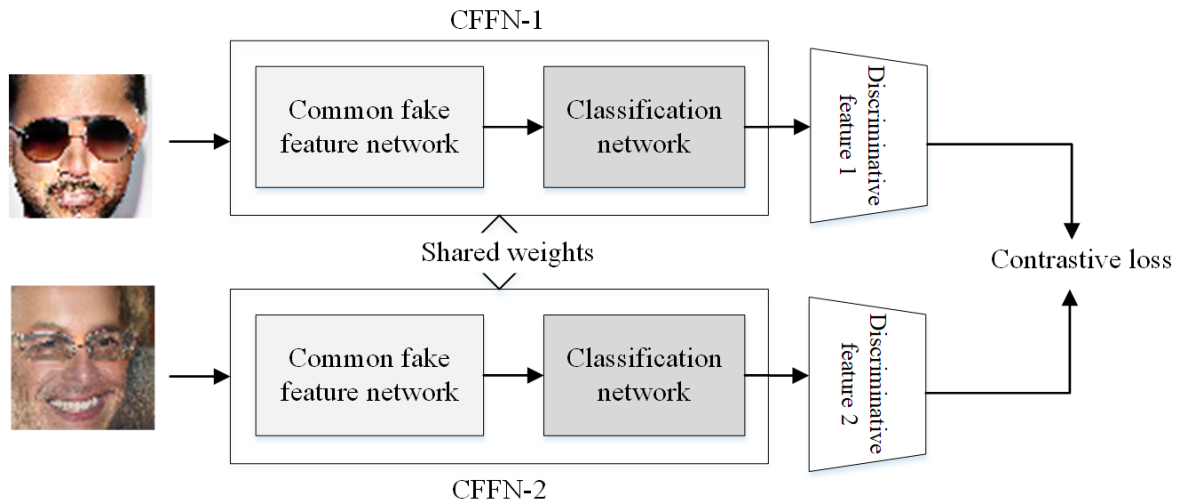 CFFN-1
Common fake
feature network
Classification
network
Discriminative
feature 1
Shared weights
Contrastive loss
Common fake
feature network
Classification
network
Discriminative
feature 2
CFFN-2